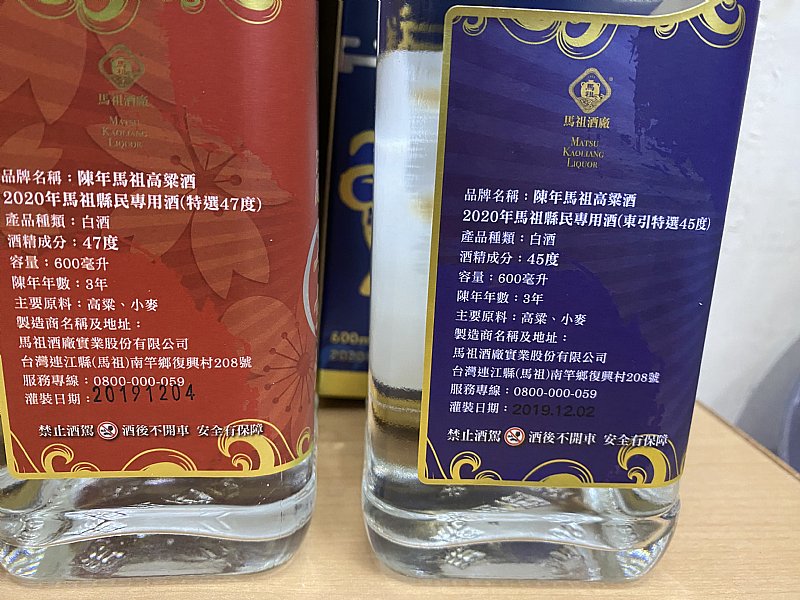 馬祖酒廠
MATSU
KAOLIANG
LIQUOR
品牌名稱：陳年馬祖高粱酒
2020年馬祖縣民專用酒(特選47度)
產品種類：白酒
酒精成分：47度
容量：600毫升
陳年年數：3年
主要原料：高粱、小麥
製造商名稱及地址：
馬祖酒廠實業股份有限公司
台灣連江縣(馬祖)南竿鄉復興村208號
服務專線：0800-000-059
灌裝日期：20191204
禁止酒駕 酒後不開車 安全有保障
馬祖酒廠
MATSU
KAOLIANG
LIQUOR
品牌名稱：陳年馬祖高粱酒
2020年馬祖縣民專用酒(東引特選45度)
產品種類：白酒
酒精成分：45度
容量：600毫升
陳年年數：3年
主要原料：高粱、小麥
製造商名稱及地址：
馬祖酒廠實業股份有限公司
台灣連江縣(馬祖)南竿鄉復興村208號
服務專線：0800-000-059
灌裝日期：2019.12.02
禁止酒駕 酒後不開車 安全有保障